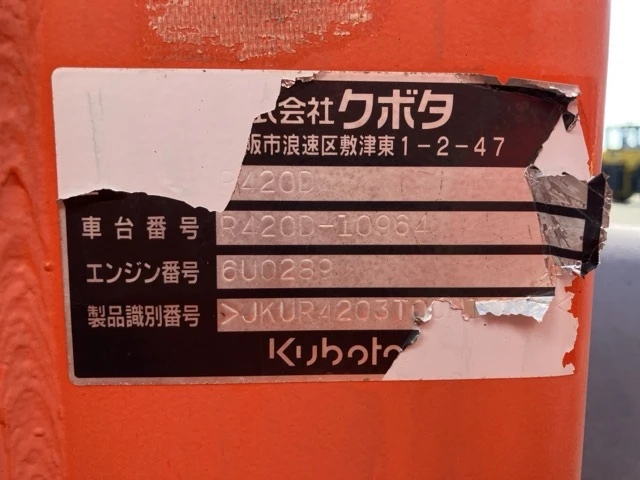 式会社クボタ
阪市浪速区敷津東1-2-47
R420D
車台番号 R420D-10964
エンジン番号 6U0289
製品識別番号 >JKUR4203T0
Kubota